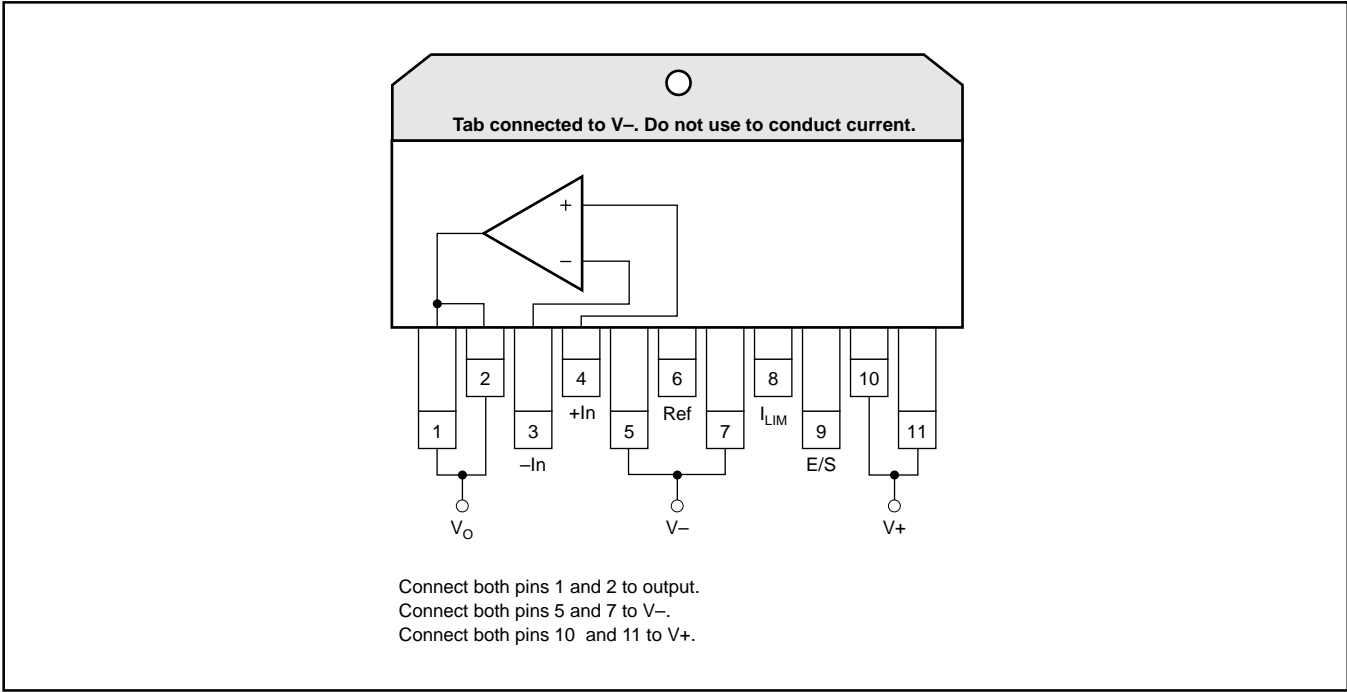 Tab connected to V–. Do not use to conduct current.
+
–
2 4 6 8 10
+In Ref I_LIM
1 3 5 7 9 11
–In E/S
V_O V– V+
Connect both pins 1 and 2 to output.
Connect both pins 5 and 7 to V–.
Connect both pins 10 and 11 to V+.